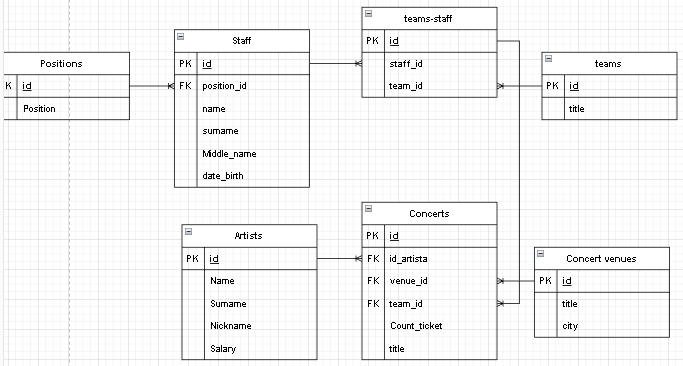 teams-staff
PK id
staff_id
team_id
Staff
PK id
FK position_id
name
surname
Middle_name
date_birth
Positions
K id
Position
teams
PK id
title
Artists
PK id
Name
Surname
Nickname
Salary
Concerts
PK id
FK id_artista
FK venue_id
FK team_id
Count_ticket
title
Concert venues
PK id
title
city